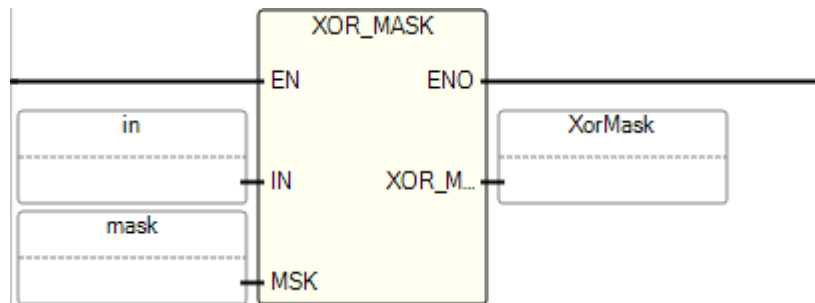 XOR_MASK
EN ENO
in XorMask
IN XOR_M...
mask
MSK